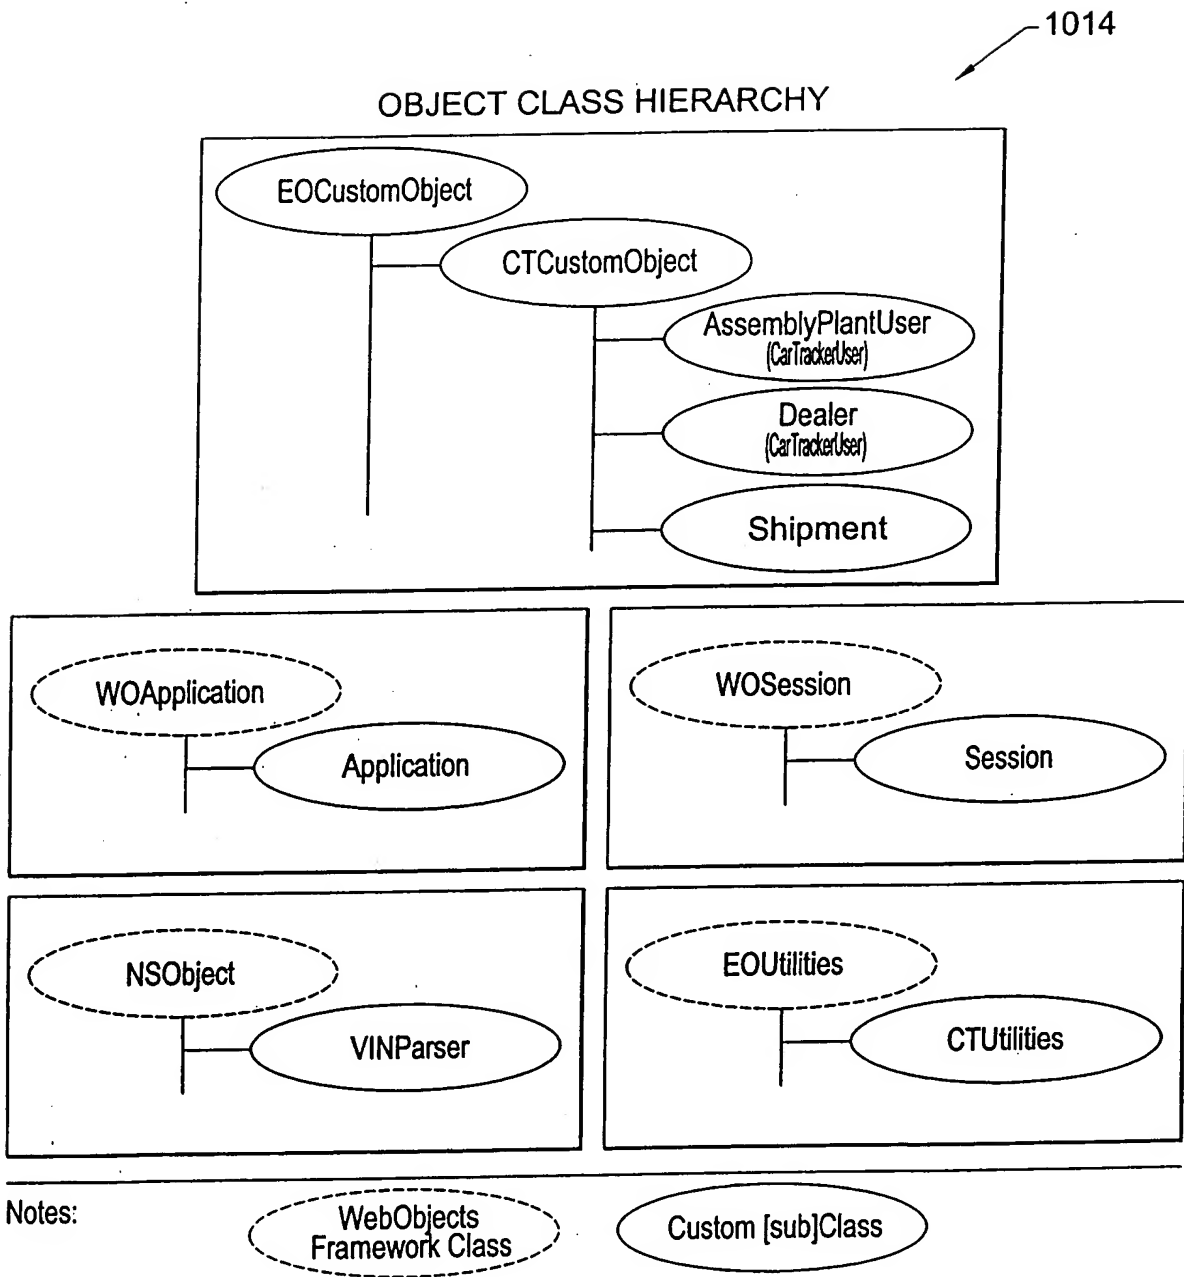 1014
OBJECT CLASS HIERARCHY
EOCustomObject
CTCustomObject
AssemblyPlantUser
(CarTrackerUser)
Dealer
(CarTrackerUser)
Shipment
WOApplication
Application
WOSession
Session
NSObject
VINParser
EOUtilities
CTUtilities
Notes:
WebObjects
Framework Class
Custom [sub]Class